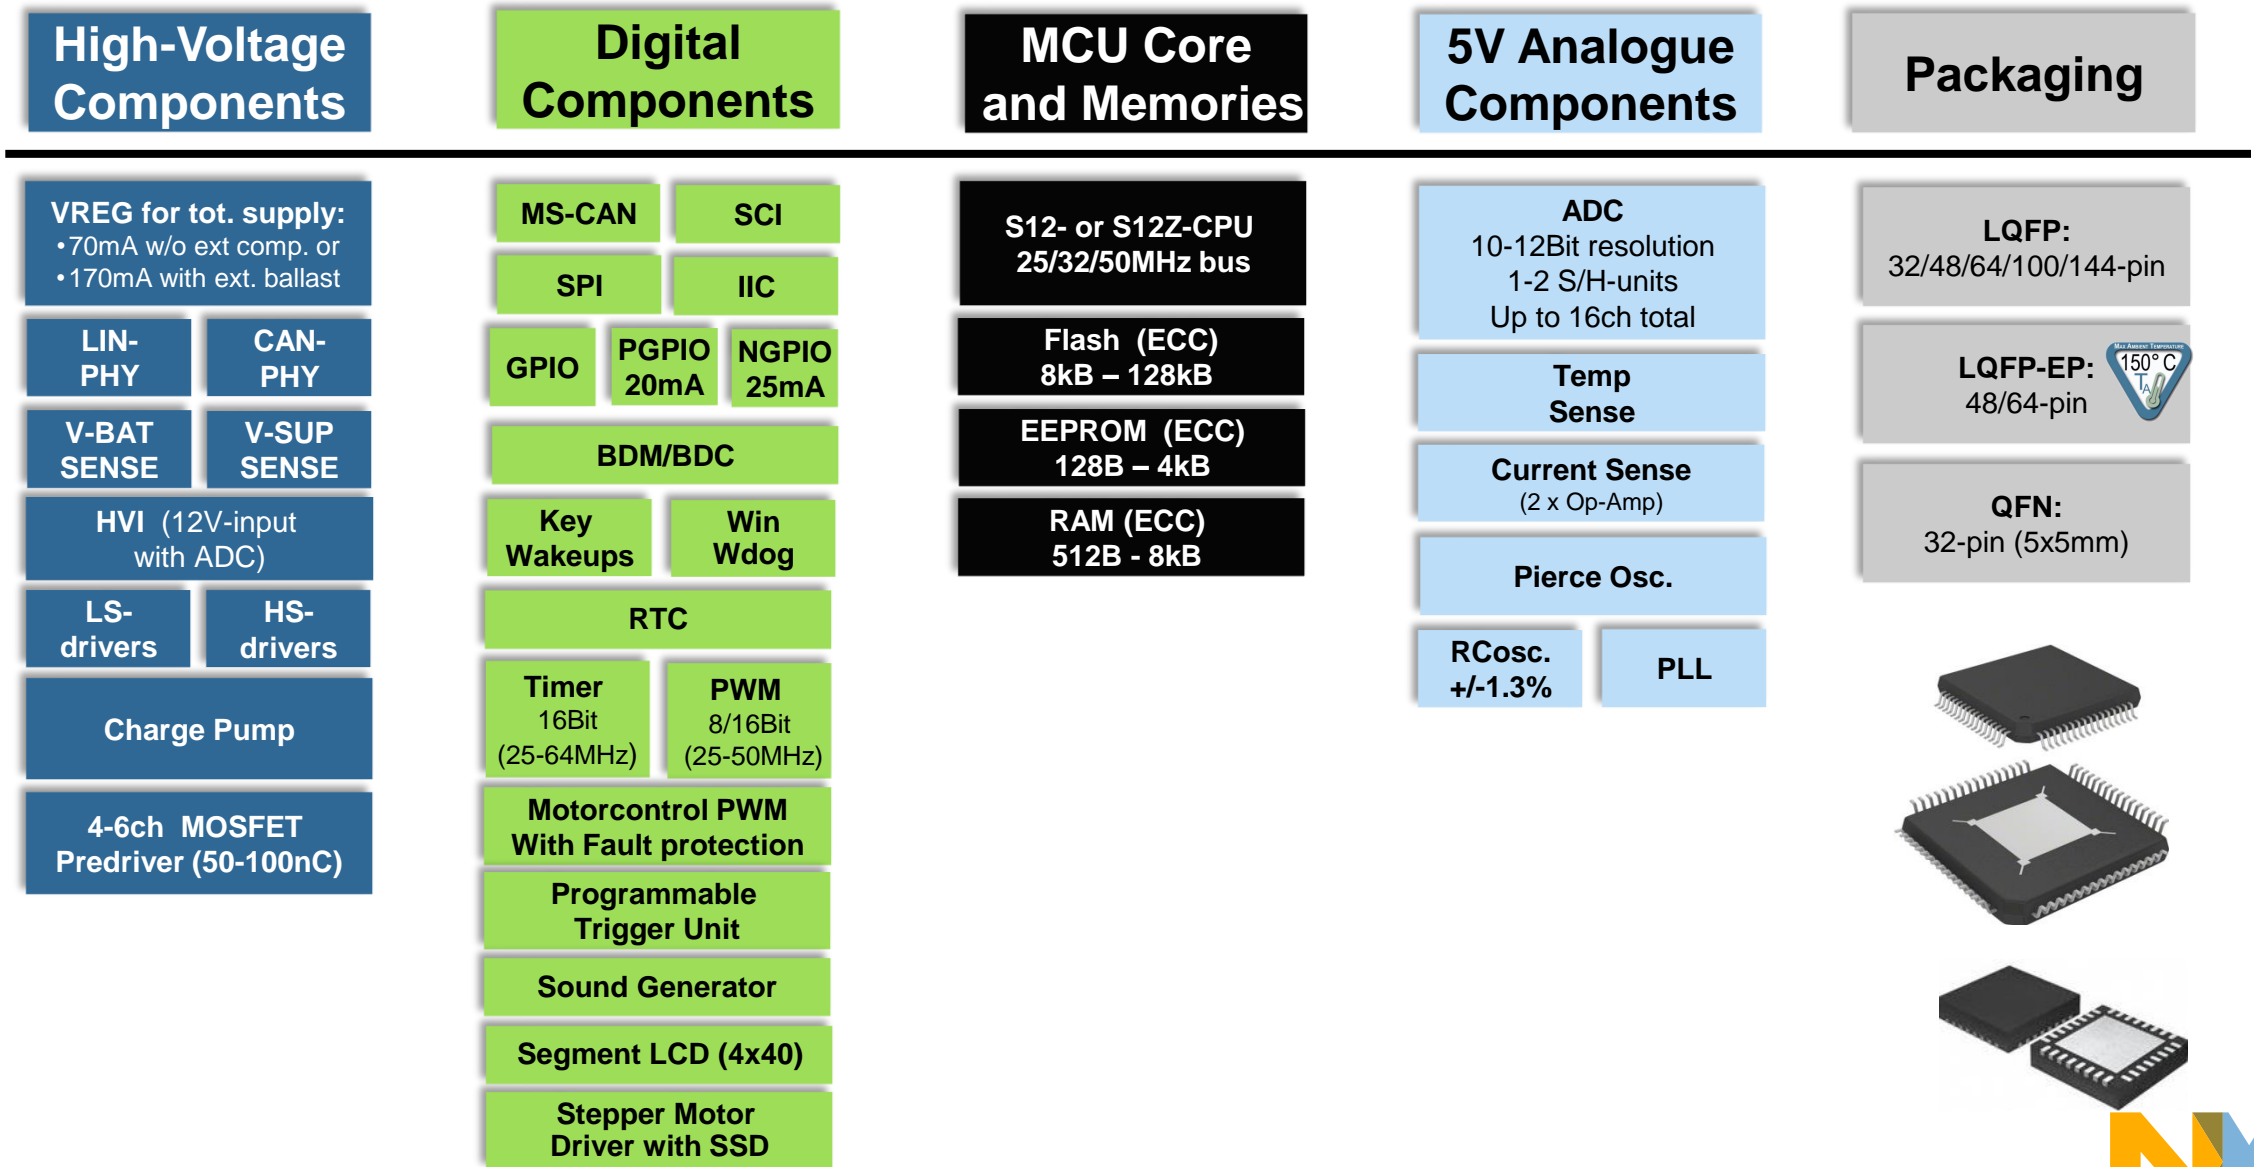 High-Voltage
Components
Digital
Components
MCU Core
and Memories
5V Analogue
Components
Packaging
VREG for tot. supply:
•70mA w/o ext comp. or
•170mA with ext. ballast
LIN-
PHY
CAN-
PHY
V-BAT
SENSE
V-SUP
SENSE
HVI (12V-input
with ADC)
LS-
drivers
HS-
drivers
Charge Pump
4-6ch MOSFET
Predriver (50-100nC)
MS-CAN
SCI
SPI
IIC
GPIO
PGPIO
20mA
NGPIO
25mA
BDM/BDC
Key
Wakeups
Win
Wdog
RTC
Timer
16Bit
(25-64MHz)
PWM
8/16Bit
(25-50MHz)
Motorcontrol PWM
With Fault protection
Programmable
Trigger Unit
Sound Generator
Segment LCD (4x40)
Stepper Motor
Driver with SSD
S12- or S12Z-CPU
25/32/50MHz bus
Flash (ECC)
8kB – 128kB
EEPROM (ECC)
128B – 4kB
RAM (ECC)
512B - 8kB
ADC
10-12Bit resolution
1-2 S/H-units
Up to 16ch total
Temp
Sense
Current Sense
(2 x Op-Amp)
Pierce Osc.
RCosc.
+/-1.3%
PLL
LQFP:
32/48/64/100/144-pin
LQFP-EP:
48/64-pin
MAX AMBIENT TEMPERATURE
150°C
TA
QFN:
32-pin (5x5mm)